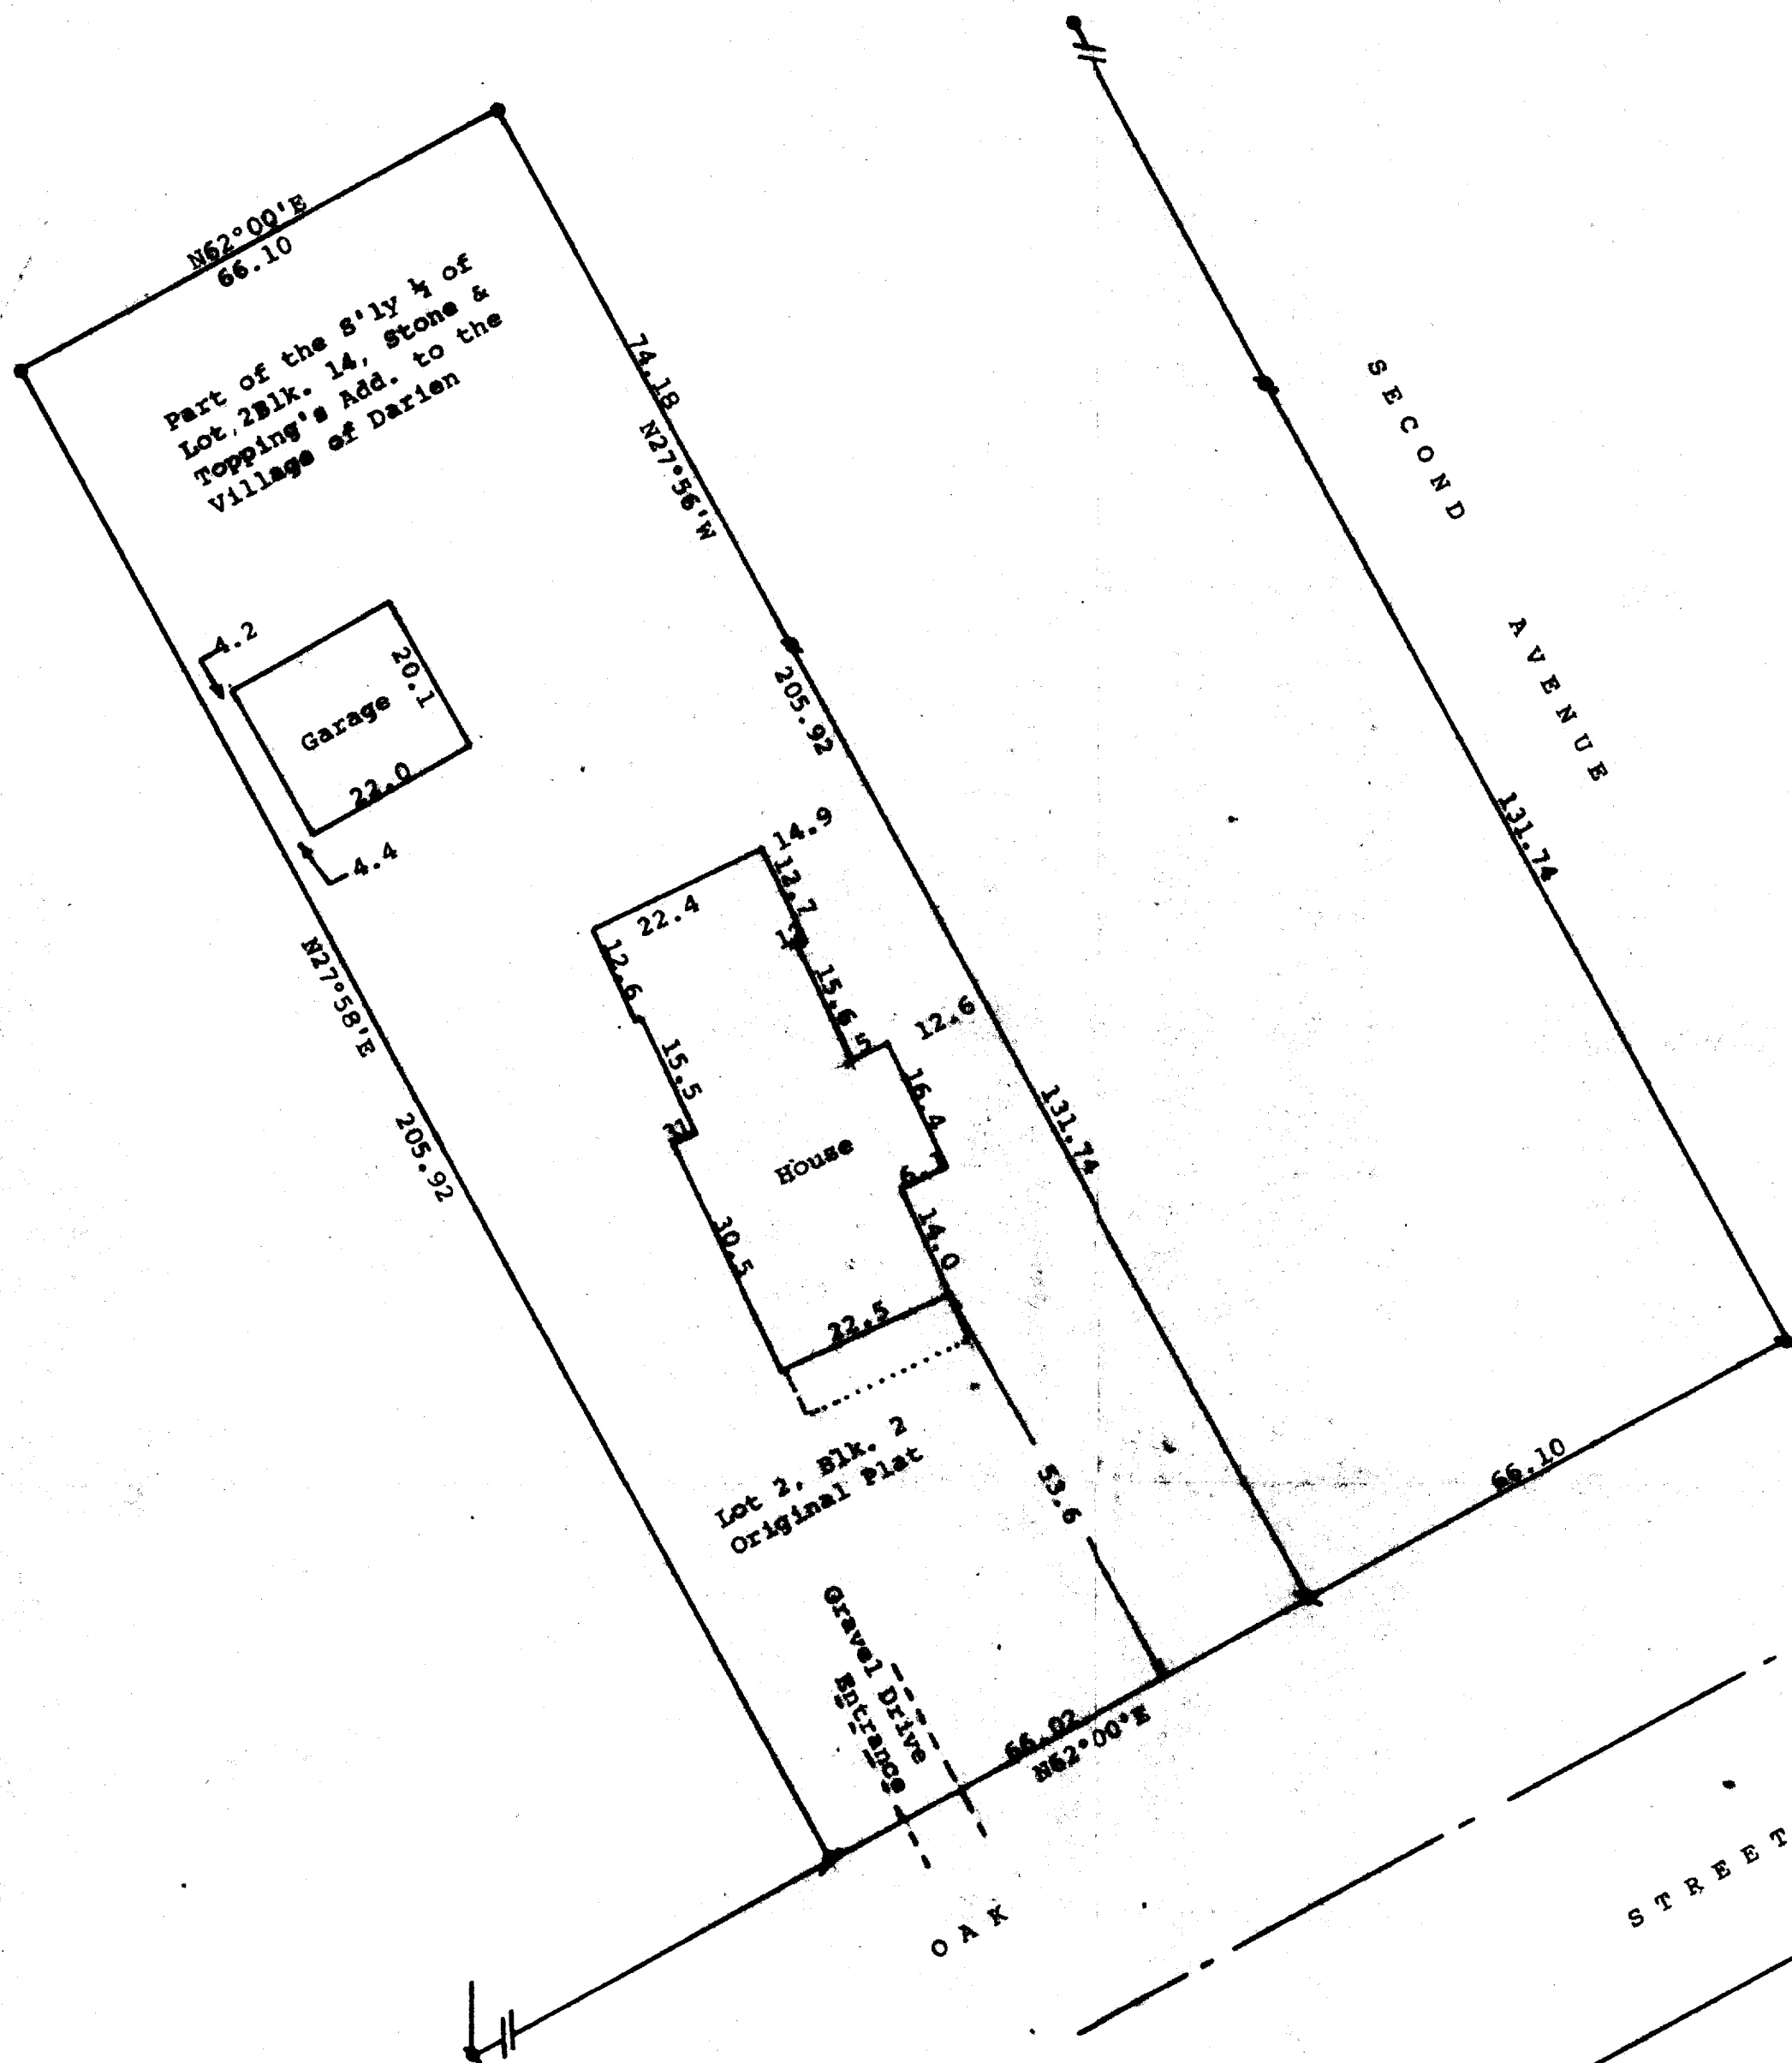 N62°00'E
66.10
Part of the S'ly ½ of
Lot 2Blk. 14, Stone &
Topping's Add. to the
Village of Darien
74.18
N27°56'W
205.92
131.74
SECOND AVENUE
131.74
4.2
20.1
Garage
22.0
4.4
N27°58'E
205.92
14.9
22.4
12.7
12.6
15.6
5
12.6
15.5
16.4
House
14.0
30.5
22.5
53.6
Lot 2, Blk. 2
Original Plat
Gravel Drive
Entrance
66.02
N62°00'E
66.10
OAK STREET